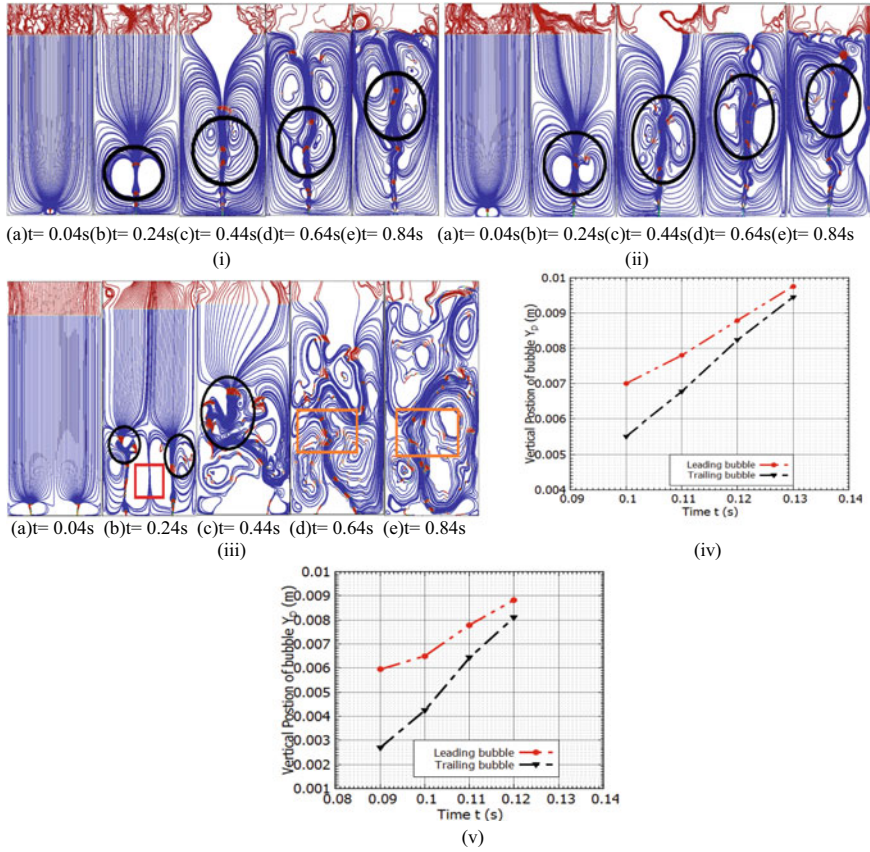 (a)t= 0.04s(b)t= 0.24s(c)t= 0.44s(d)t= 0.64s(e)t= 0.84s
(i)
(a)t= 0.04s(b)t= 0.24s(c)t= 0.44s(d)t= 0.64s(e)t= 0.84s
(ii)
(a)t= 0.04s (b)t= 0.24s (c)t= 0.44s (d)t= 0.64s (e)t= 0.84s
(iii)
Vertical Postion of bubble Yp (m)
0.01
0.009
0.008
0.007
0.006
0.005
0.004
Leading bubble
Trailing bubble
0.09 0.1 0.11 0.12 0.13 0.14
Time t (s)
(iv)
Vertical Postion of bubble Yp (m)
0.01
0.009
0.008
0.007
0.006
0.005
0.004
0.003
0.002
0.001
Leading bubble
Trailing bubble
0.08 0.09 0.1 0.11 0.12 0.13 0.14
Time t (s)
(v)